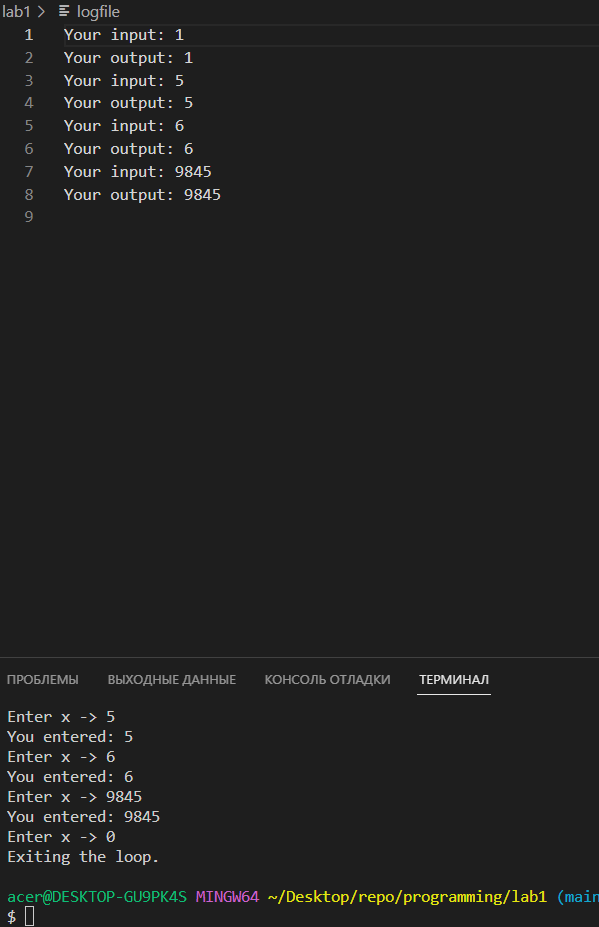 lab1 > logfile
1 Your input: 1
2 Your output: 1
3 Your input: 5
4 Your output: 5
5 Your input: 6
6 Your output: 6
7 Your input: 9845
8 Your output: 9845
9
ПРОБЛЕМЫ ВЫХОДНЫЕ ДАННЫЕ КОНСОЛЬ ОТЛАДКИ ТЕРМИНАЛ
Enter x -> 5
You entered: 5
Enter x -> 6
You entered: 6
Enter x -> 9845
You entered: 9845
Enter x -> 0
Exiting the loop.
acer@DESKTOP-GU9PK4S MINGW64 ~/Desktop/repo/programming/lab1 (main
$